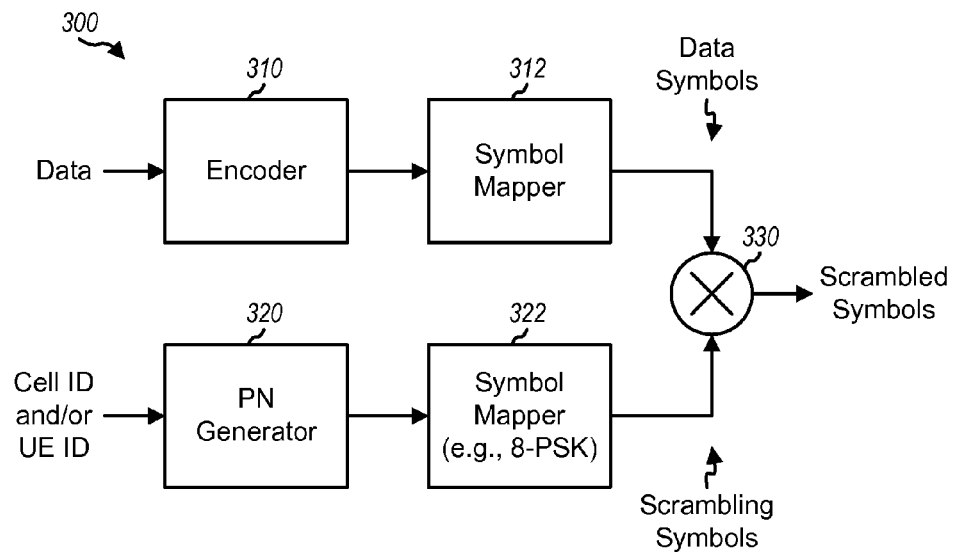 300
310
312
Data
Symbols
Data
Encoder
Symbol
Mapper
330
Scrambled
Symbols
320
322
Cell ID
and/or
UE ID
PN
Generator
Symbol
Mapper
(e.g., 8-PSK)
Scrambling
Symbols